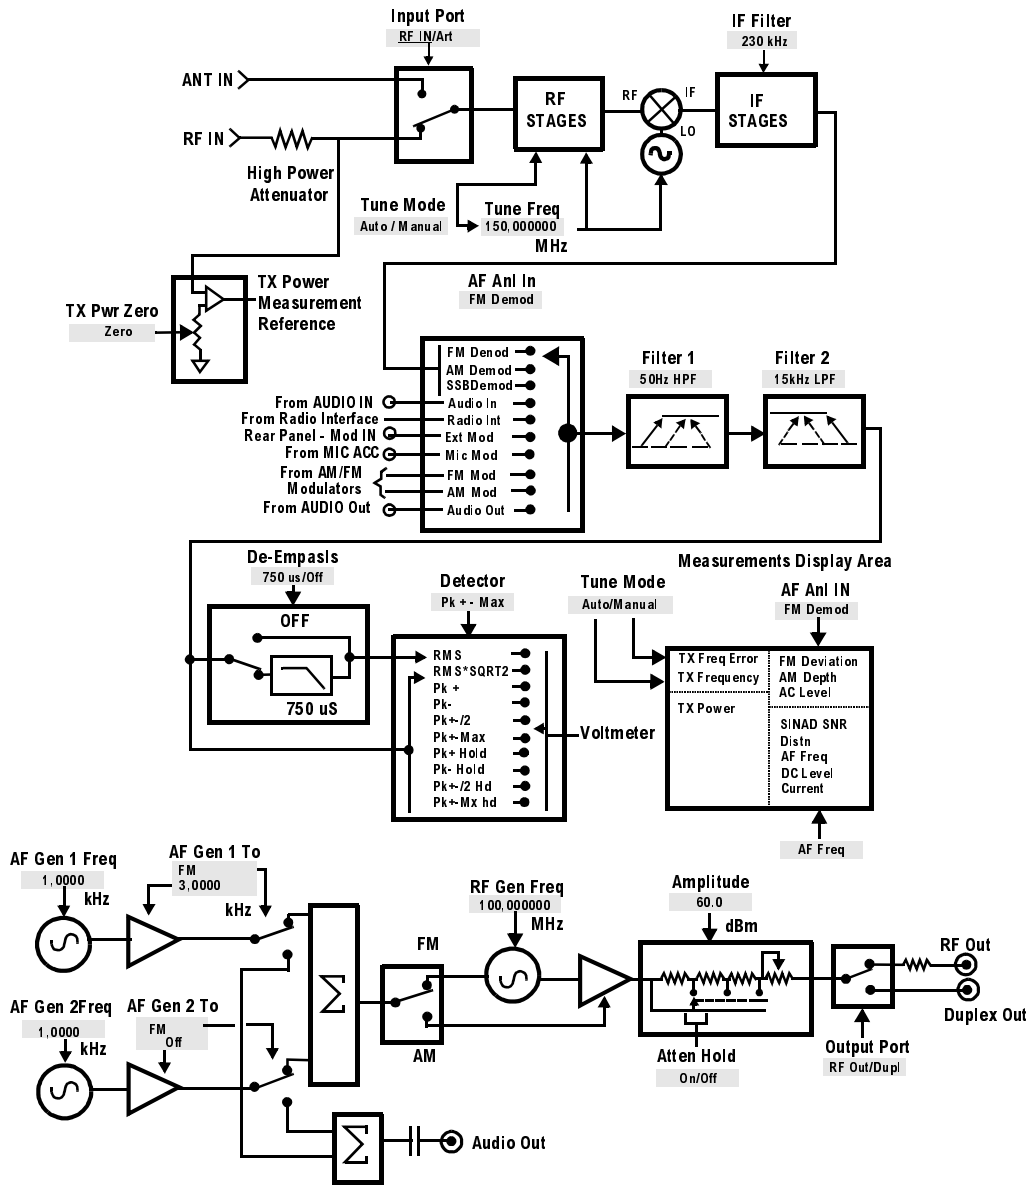 Input Port
RF IN/Art
IF Filter
230 kHz
ANT IN
RF IN
High Power
Attenuator
RF
STAGES
RF
IF
LO
IF
STAGES
Tune Mode
Auto / Manual
Tune Freq
150,000000
MHz
TX Pwr Zero
Zero
TX Power
Measurement
Reference
AF Anl In
FM Demod
FM Denod
AM Demod
SSBDemod
From AUDIO IN
Audio In
From Radio Interface
Radio Int
Rear Panel - Mod IN
Ext Mod
From MIC ACC
Mic Mod
From AM/FM
Modulators
FM Mod
AM Mod
From AUDIO Out
Audio Out
Filter 1
50Hz HPF
Filter 2
15kHz LPF
De-Empasls
750 us/Off
OFF
750 uS
Detector
Pk + - Max
RMS
RMS*SQRT2
Pk +
Pk-
Pk+-/2
Pk+-Max
Pk+ Hold
Pk- Hold
Pk+-/2 Hd
Pk+-Mx hd
Voltmeter
Measurements Display Area
Tune Mode
Auto/Manual
AF Anl IN
FM Demod
TX Freq Error
TX Frequency
TX Power
FM Deviation
AM Depth
AC Level
SINAD SNR
Distn
AF Freq
DC Level
Current
AF Freq
AF Gen 1 Freq
1,0000
kHz
AF Gen 1 To
FM
3,0000
kHz
AF Gen 2Freq
1,0000
kHz
AF Gen 2 To
FM
Off
Σ
Σ
Audio Out
FM
AM
RF Gen Freq
100,000000
MHz
Amplitude
60.0
dBm
Atten Hold
On/Off
Output Port
RF Out/Dupl
RF Out
Duplex Out